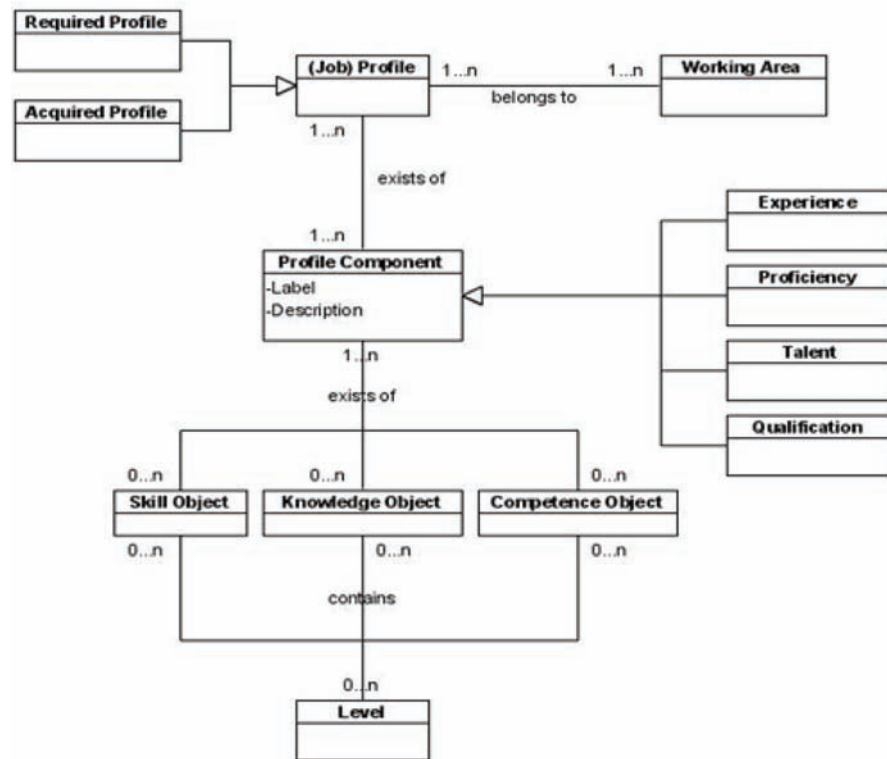 Required Profile
(Job) Profile
1...n
1...n
Working Area
belongs to
Acquired Profile
1...n
exists of
1...n
Profile Component
-Label
-Description
Experience
Proficiency
Talent
Qualification
1...n
exists of
0...n
0...n
0...n
Skill Object
Knowledge Object
Competence Object
0...n
0...n
0...n
contains
0...n
Level